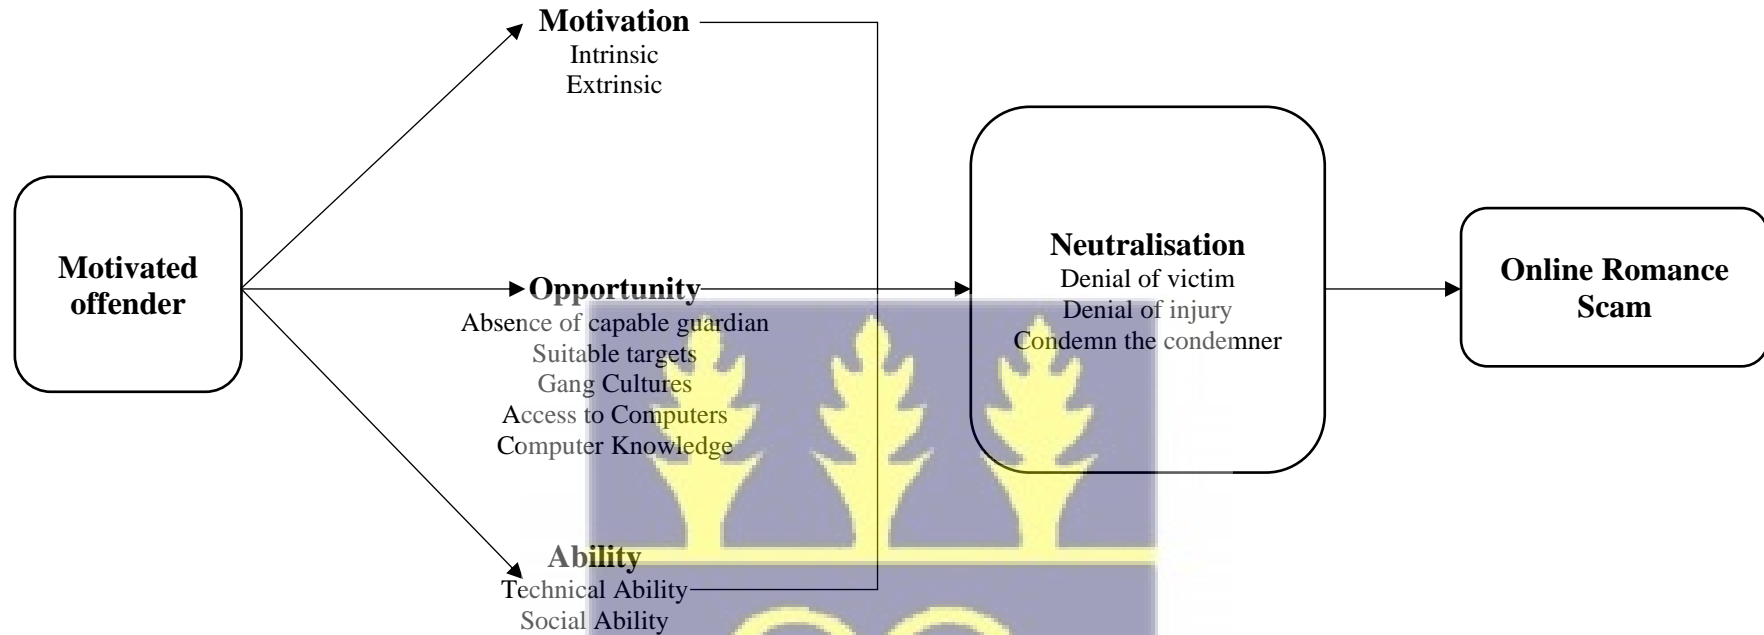 Motivated
offender
Motivation
Intrinsic
Extrinsic
Opportunity
Absence of capable guardian
Suitable targets
Gang Cultures
Access to Computers
Computer Knowledge
Ability
Technical Ability
Social Ability
Neutralisation
Denial of victim
Denial of injury
Condemn the condemner
Online Romance
Scam